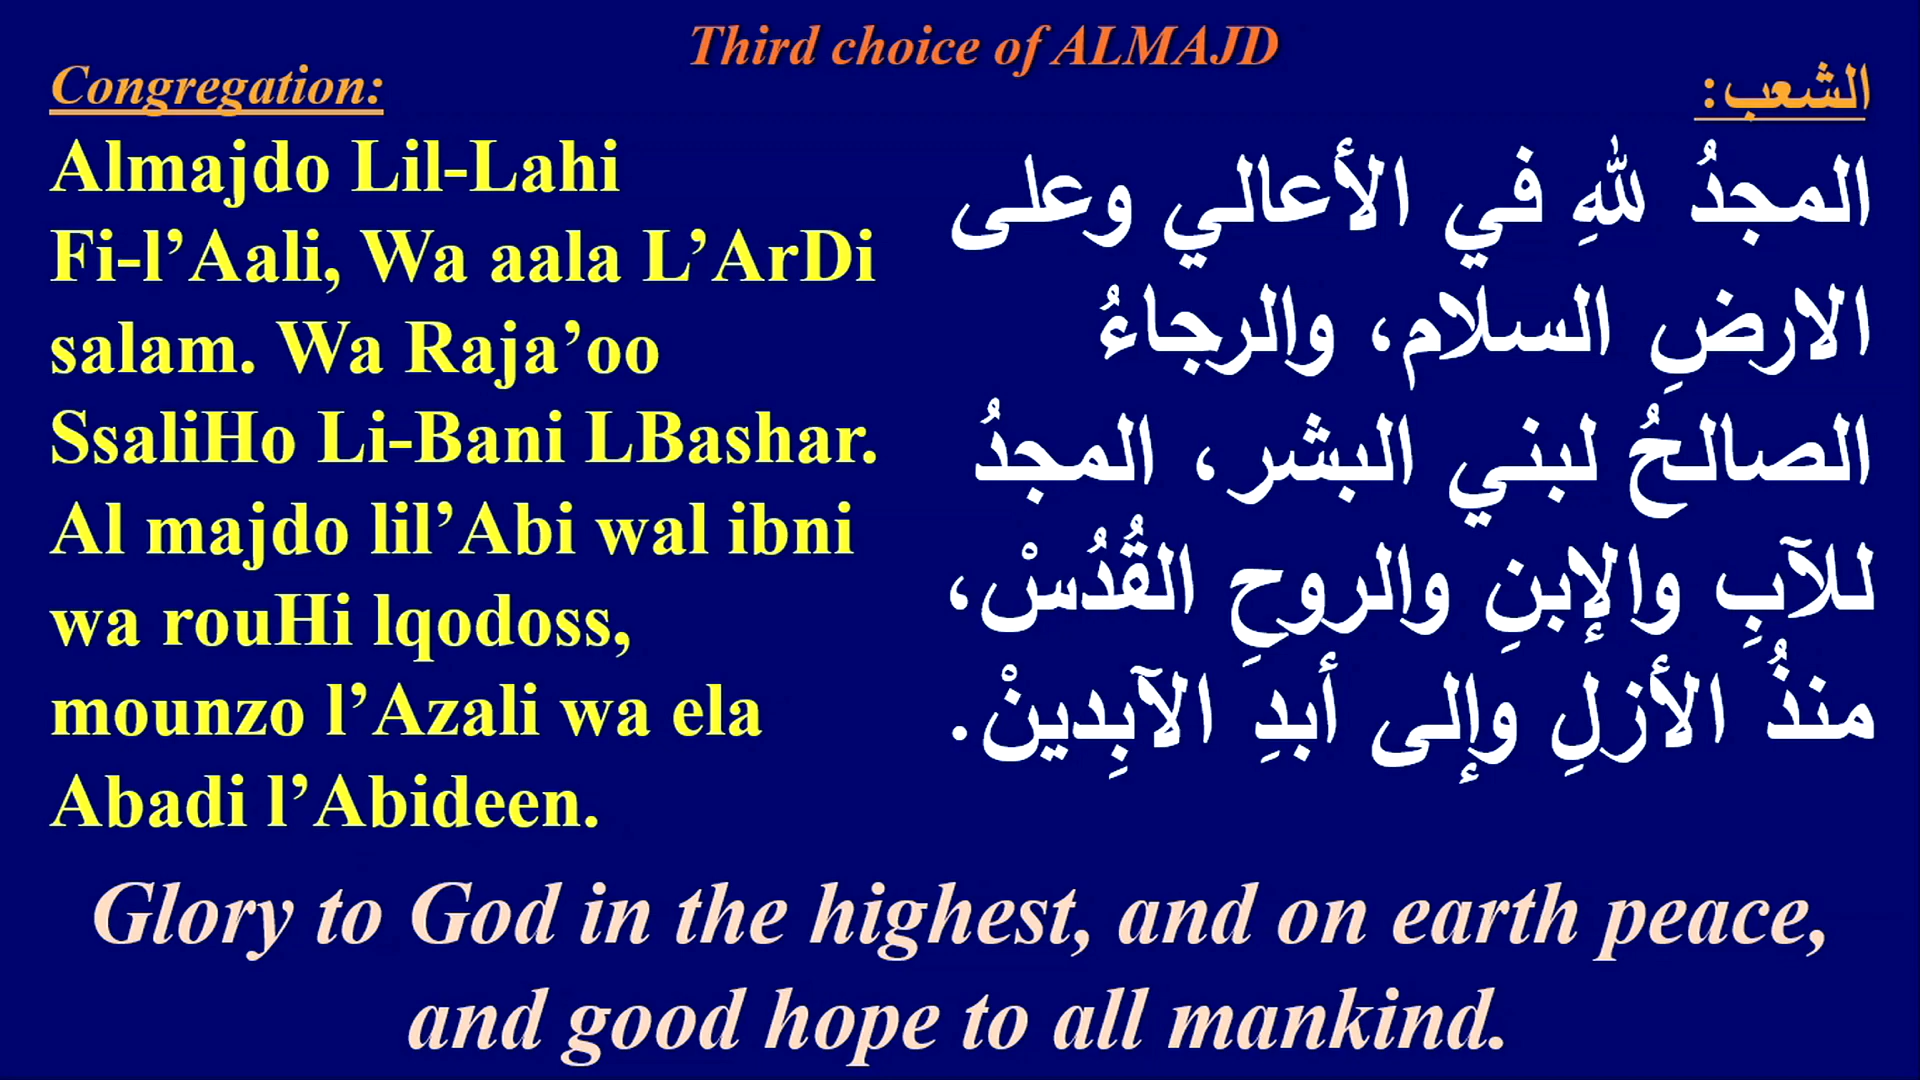 Third choice of ALMAJD
Congregation:
Almajdo Lil-Lahi
Fi-l’Aali, Wa aala L’ArDi
salam. Wa Raja’oo
SsaliHo Li-Bani LBashar.
Al majdo lil’Abi wal ibni
wa rouHi lqodoss,
mounzo l’Azali wa ela
Abadi l’Abideen.
الشعب:
المجدُ للهِ في الأعالي وعلى
الارضِ السلام، والرجاءُ
الصالحُ لبني البشر، المجدُ
للآبِ والإبنِ والروحِ القُدُسْ،
منذُ الأزلِ وإلى أبدِ الآبِدينْ.
Glory to God in the highest, and on earth peace,
and good hope to all mankind.